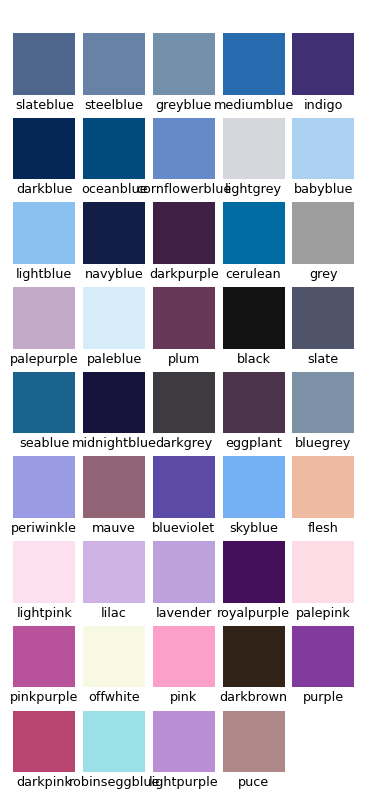 slateblue steelblue greyblue mediumblue indigo
darkblue oceanblue cornflowerblue lightgrey babyblue
lightblue navyblue darkpurple cerulean grey
palepurple paleblue plum black slate
seablue midnightblue darkgrey eggplant bluegrey
periwinkle mauve blueviolet skyblue flesh
lightpink lilac lavender royalpurple palepink
pinkpurple offwhite pink darkbrown purple
darkpink robinseggblue lightpurple puce